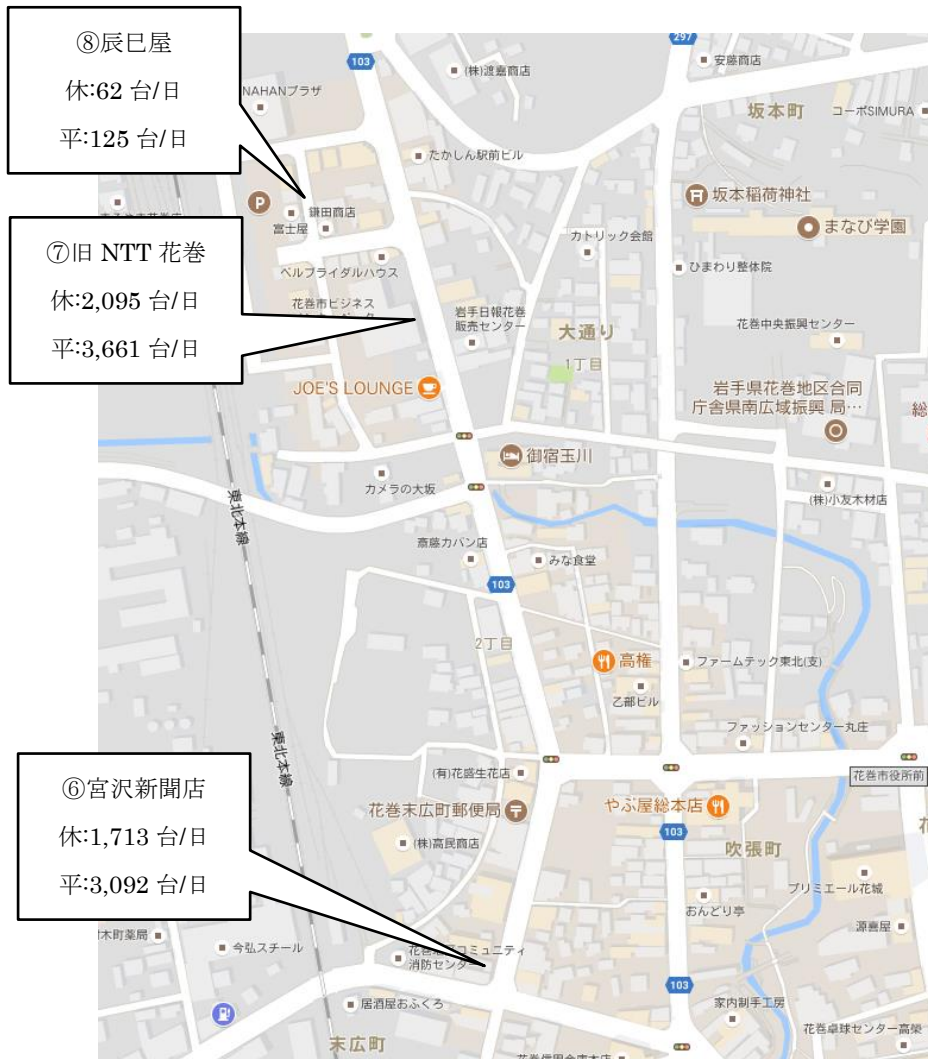 ⑧辰巳屋
休:62 台/日
平:125 台/日
⑦旧 NTT 花巻
休:2,095 台/日
平:3,661 台/日
⑥宮沢新聞店
休:1,713 台/日
平:3,092 台/日
103
297
(株)渡嘉商店
安藤商店
NAHANプラザ
坂本町
コーポSIMURA
たかしん駅前ビル
坂本稲荷神社
P
鎌田商店
富士屋
まなび学園
カトリック会館
ベルブライダルハウス
ひまわり整体院
花巻市ビジネス
岩手日報花巻
販売センター
大通り
1丁目
花巻中央振興センター
JOE'S LOUNGE
岩手県花巻地区合同
庁舎県南広域振興 局…
総
御宿玉川
カメラの大坂
(株)小友木材店
東北本線
斎藤カバン店
みな食堂
103
2丁目
高権
ファームテック東北(支)
乙部ビル
ファッションセンター丸庄
東北本線
(有)花盛生花店
花巻市役所前
花巻末広町郵便局
やぶ屋総本店
103
(株)高民商店
吹張町
プリミエール花城
おんどり亭
源喜屋
木町薬局
今弘スチール
コミュニティ
消防センター
103
居酒屋おふくろ
家内制手工房
末広町
花巻卓球センター高榮